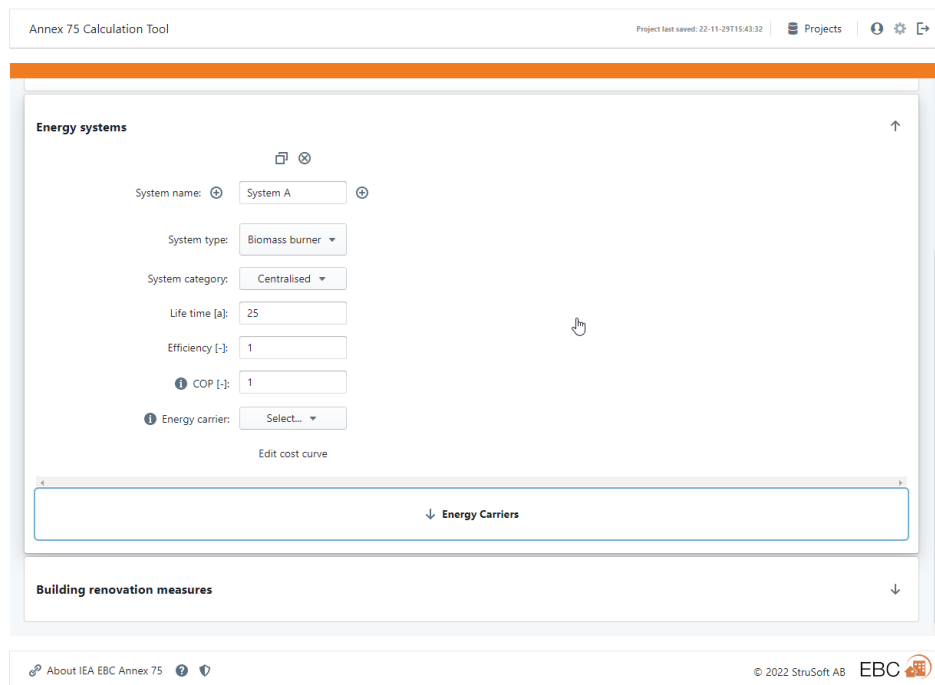 Annex 75 Calculation Tool
Project last saved: 22-11-29T15:43:32
Projects
Energy systems
System name:
System A
System type:
Biomass burner
System category:
Centralised
Life time [a]:
25
Efficiency [-]:
1
COP [-]:
1
Energy carrier:
Select...
Edit cost curve
Energy Carriers
Building renovation measures
About IEA EBC Annex 75
© 2022 StruSoft AB
EBC